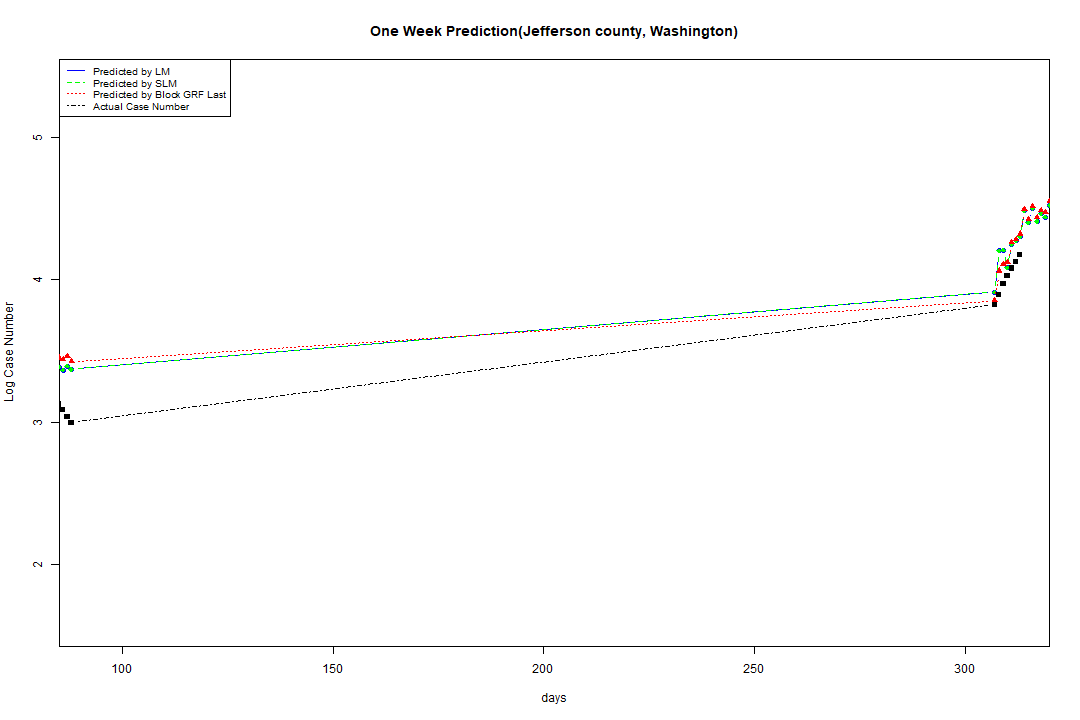 One Week Prediction(Jefferson county, Washington)
Predicted by LM
Predicted by SLM
Predicted by Block GRF Last
Actual Case Number
5
4
3
2
Log Case Number
100
150
200
250
300
days